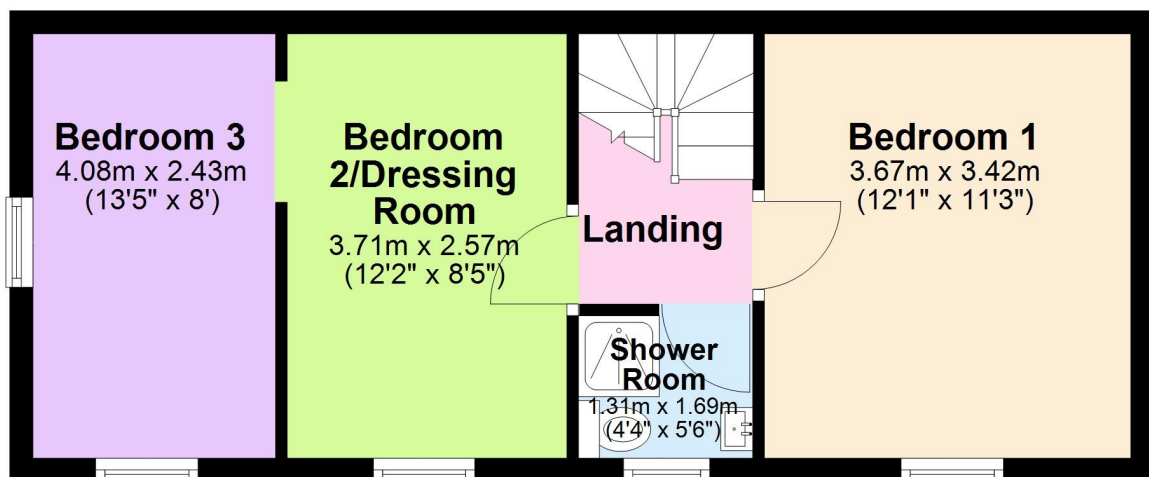 Bedroom 3
4.08m x 2.43m
(13'5" x 8')
Bedroom
2/Dressing
Room
3.71m x 2.57m
(12'2" x 8'5")
Landing
Bedroom 1
3.67m x 3.42m
(12'1" x 11'3")
Shower
Room
1.31m x 1.69m
(4'4" x 5'6")